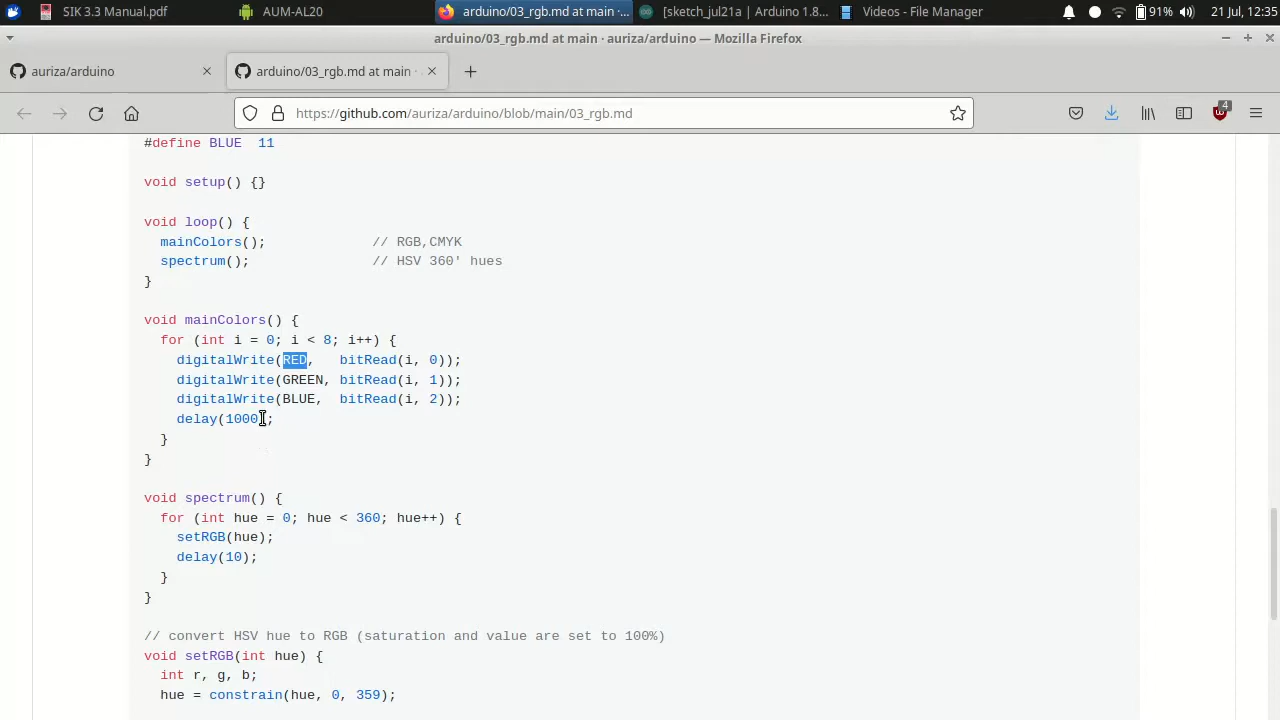 SIK 3.3 Manual.pdf
AUM-AL20
arduino/03_rgb.md at main ·...
[sketch_jul21a | Arduino 1.8...
Videos - File Manager
91%
21 Jul, 12:35
arduino/03_rgb.md at main · auriza/arduino — Mozilla Firefox
auriza/arduino
arduino/03_rgb.md at main ·
https://github.com/auriza/arduino/blob/main/03_rgb.md
4
#define BLUE  11
void setup() {}
void loop() {
  mainColors();             // RGB,CMYK
  spectrum();               // HSV 360' hues
}
void mainColors() {
  for (int i = 0; i < 8; i++) {
    digitalWrite(RED,   bitRead(i, 0));
    digitalWrite(GREEN, bitRead(i, 1));
    digitalWrite(BLUE,  bitRead(i, 2));
    delay(1000);
  }
}
void spectrum() {
  for (int hue = 0; hue < 360; hue++) {
    setRGB(hue);
    delay(10);
  }
}
// convert HSV hue to RGB (saturation and value are set to 100%)
void setRGB(int hue) {
  int r, g, b;
  hue = constrain(hue, 0, 359);